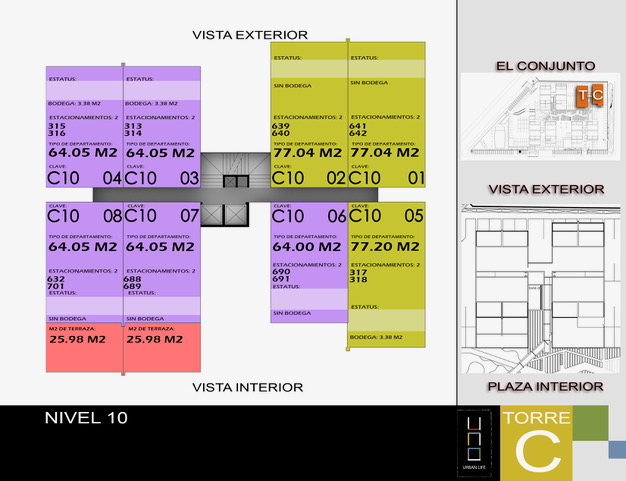 VISTA EXTERIOR
ESTATUS:
BODEGA: 3.38 M2
ESTACIONAMIENTOS: 2
315
316
TIPO DE DEPARTAMENTO:
64.05 M2
CLAVE:
C10 04
ESTATUS:
BODEGA: 3.38 M2
ESTACIONAMIENTOS: 2
313
314
TIPO DE DEPARTAMENTO:
64.05 M2
CLAVE:
C10 03
ESTATUS:
SIN BODEGA
ESTACIONAMIENTOS: 2
639
640
TIPO DE DEPARTAMENTO:
77.04 M2
CLAVE:
C10 02
ESTATUS:
SIN BODEGA
ESTACIONAMIENTOS: 2
641
642
TIPO DE DEPARTAMENTO:
77.04 M2
CLAVE:
C10 01
CLAVE:
C10 08
TIPO DE DEPARTAMENTO:
64.05 M2
ESTACIONAMIENTOS: 2
632
701
ESTATUS:
SIN BODEGA
M2 DE TERRAZA:
25.98 M2
CLAVE:
C10 07
TIPO DE DEPARTAMENTO:
64.05 M2
ESTACIONAMIENTOS: 2
688
689
ESTATUS:
SIN BODEGA
M2 DE TERRAZA:
25.98 M2
CLAVE:
C10 06
TIPO DE DEPARTAMENTO:
64.00 M2
ESTACIONAMIENTOS: 2
690
691
ESTATUS:
SIN BODEGA
CLAVE:
C10 05
TIPO DE DEPARTAMENTO:
77.20 M2
ESTACIONAMIENTOS: 2
317
318
ESTATUS:
BODEGA: 3.38 M2
VISTA INTERIOR
EL CONJUNTO
T-C
VISTA EXTERIOR
PLAZA INTERIOR
NIVEL 10
uno
URBAN LIFE
TORRE
C